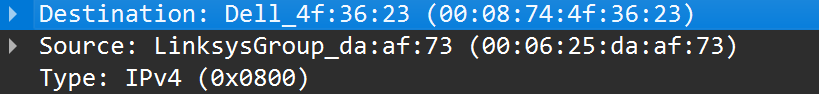 Destination: Dell_4f:36:23 (00:08:74:4f:36:23)
Source: LinksysGroup_da:af:73 (00:06:25:da:af:73)
Type: IPv4 (0x0800)